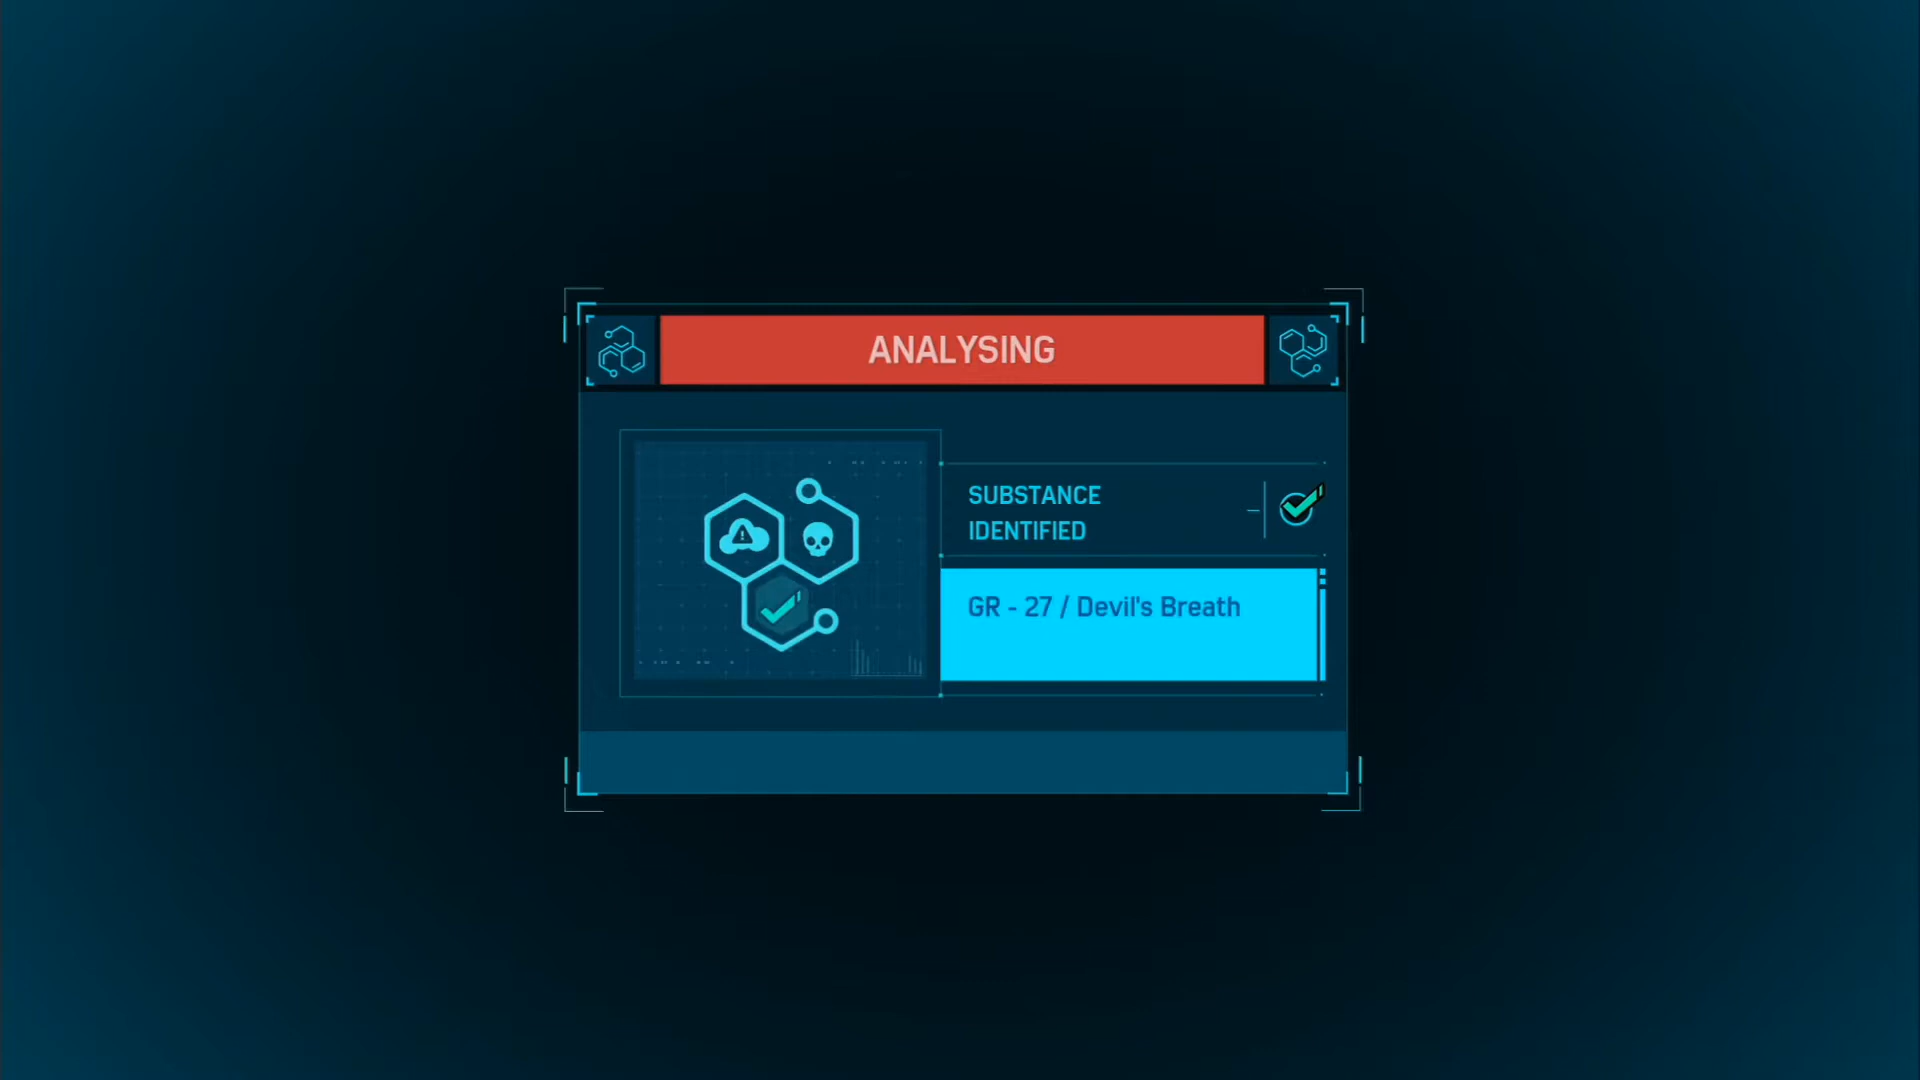 ANALYSING
SUBSTANCE
IDENTIFIED
GR - 27 / Devil's Breath